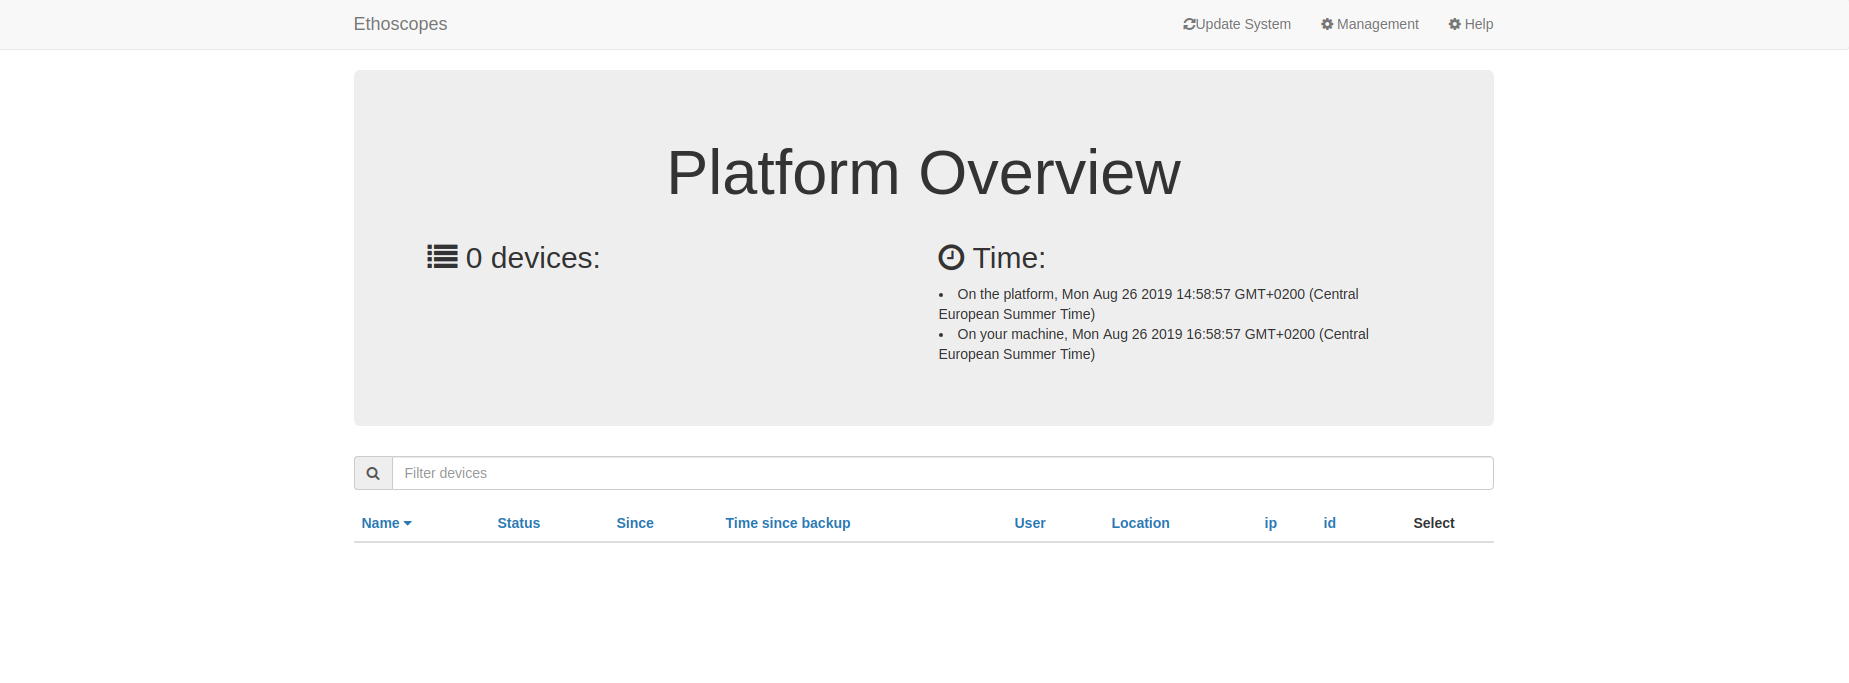 Ethoscopes
Update System Management Help
Platform Overview
0 devices:
Time:
• On the platform, Mon Aug 26 2019 14:58:57 GMT+0200 (Central
European Summer Time)
• On your machine, Mon Aug 26 2019 16:58:57 GMT+0200 (Central
European Summer Time)
Filter devices
Name Status Since Time since backup User Location ip id Select